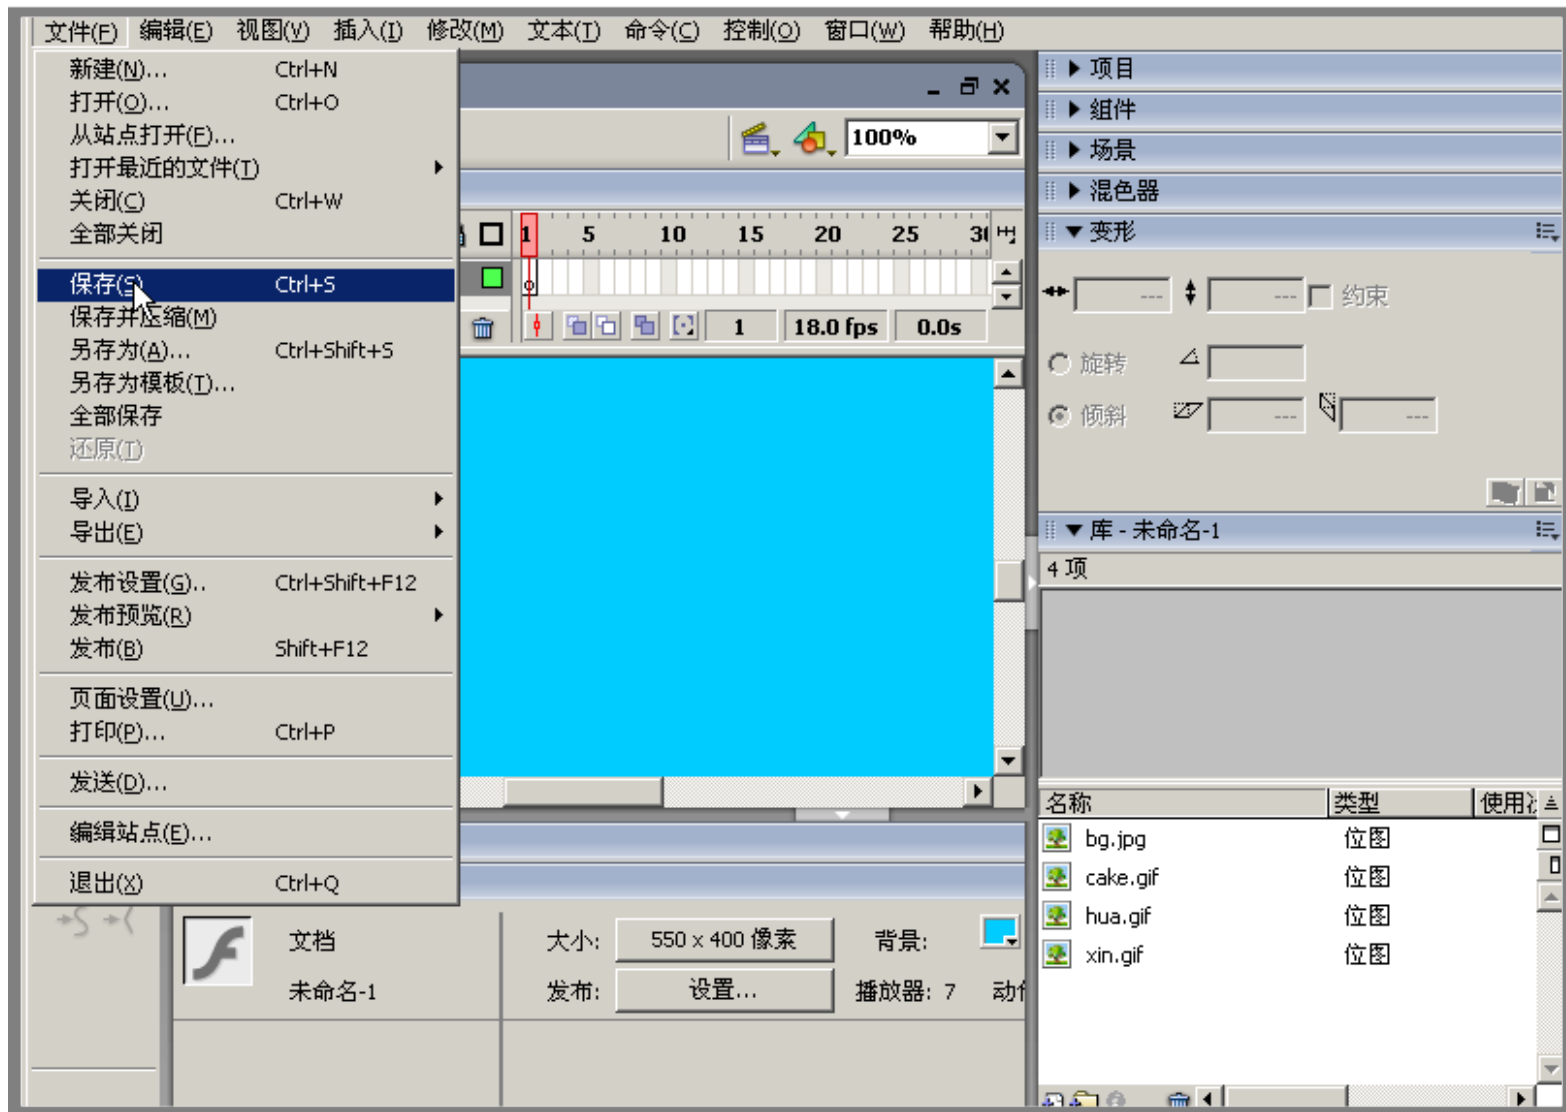 文件(F) 编辑(E) 视图(V) 插入(I) 修改(M) 文本(T) 命令(C) 控制(O) 窗口(W) 帮助(H)
新建(N)... Ctrl+N
打开(O)... Ctrl+O
从站点打开(F)...
打开最近的文件(T)
关闭(C) Ctrl+W
全部关闭
保存(S) Ctrl+S
保存并压缩(M)
另存为(A)... Ctrl+Shift+S
另存为模板(T)...
全部保存
还原(T)
导入(I)
导出(E)
发布设置(G).. Ctrl+Shift+F12
发布预览(R)
发布(B) Shift+F12
页面设置(U)...
打印(P)... Ctrl+P
发送(D)...
编辑站点(E)...
退出(X) Ctrl+Q
100%
1 5 10 15 20 25 30
1 18.0 fps 0.0s
文档 大小: 550 x 400 像素 背景:
未命名-1 发布: 设置... 播放器: 7 动
项目
组件
场景
混色器
变形
--- --- 约束
旋转
倾斜 --- ---
库 - 未命名-1
4 项
名称 类型 使用
bg.jpg 位图
cake.gif 位图
hua.gif 位图
xin.gif 位图